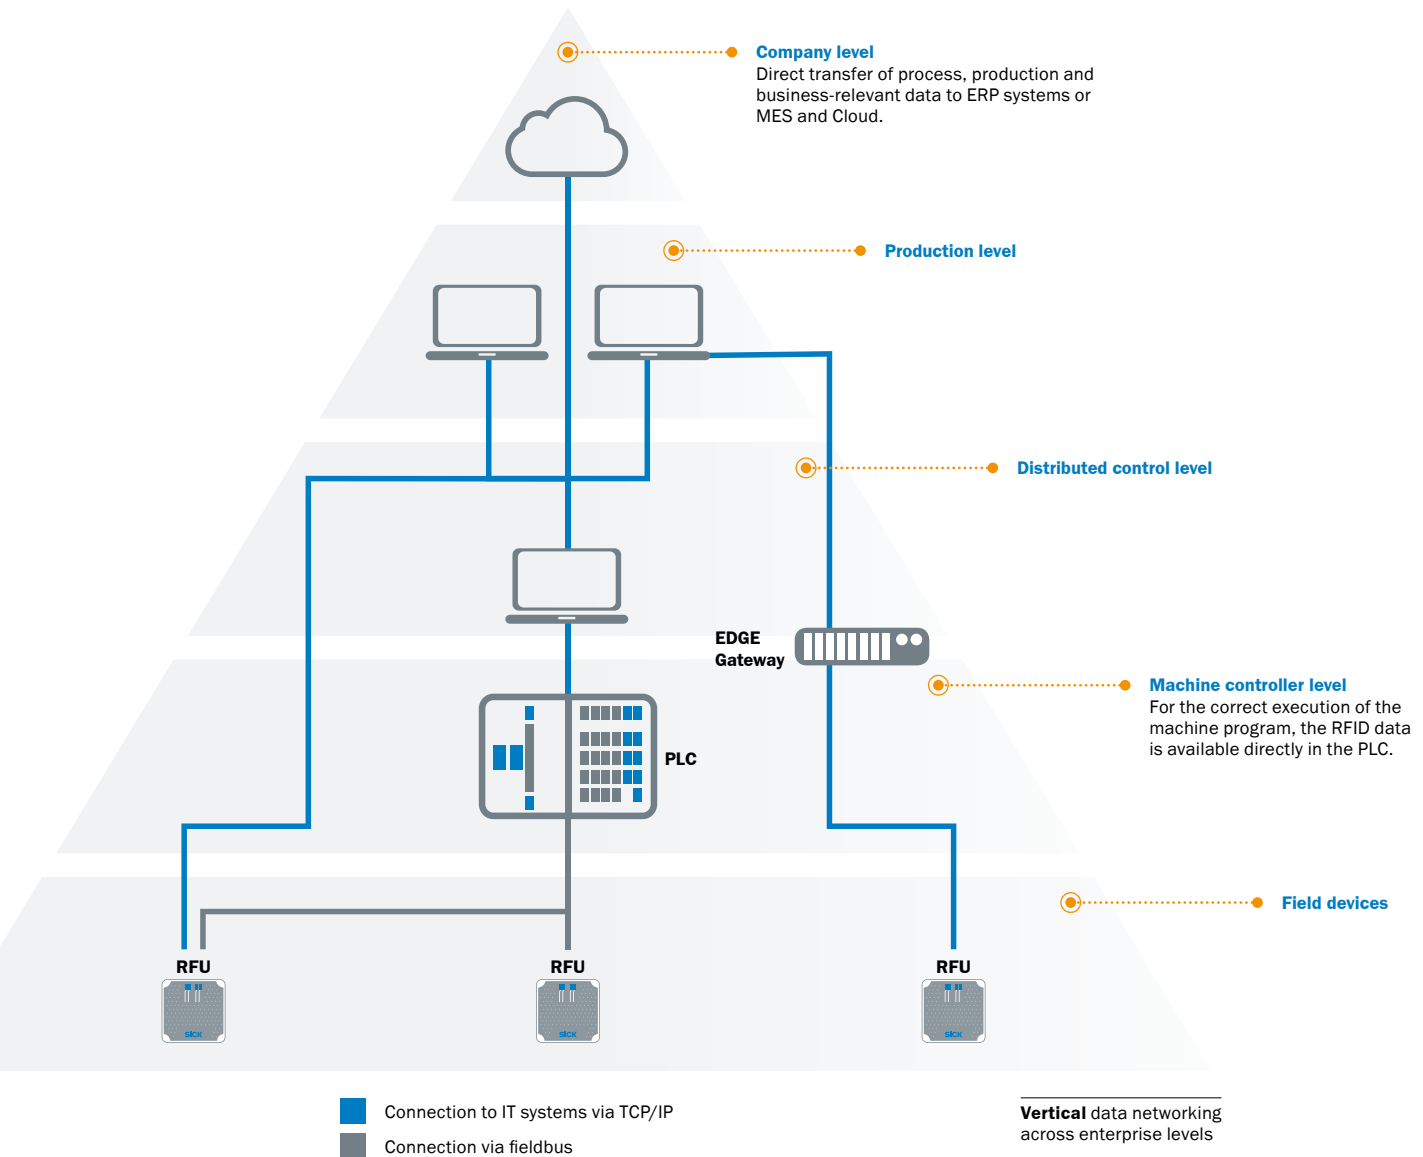 Company level
Direct transfer of process, production and
business-relevant data to ERP systems or
MES and Cloud.
Production level
Distributed control level
EDGE
Gateway
Machine controller level
For the correct execution of the
machine program, the RFID data
is available directly in the PLC.
PLC
Field devices
RFU
RFU
RFU
SICK
SICK
SICK
Connection to IT systems via TCP/IP
Connection via fieldbus
Vertical data networking
across enterprise levels